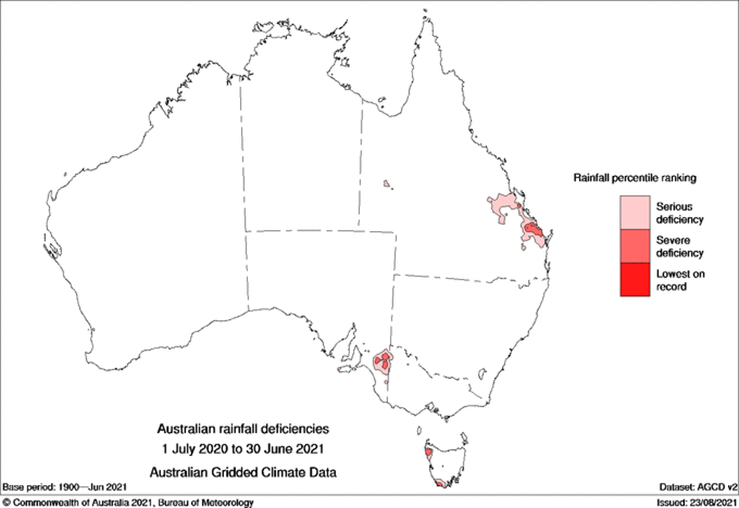 Rainfall percentile ranking
Serious
deficiency
Severe
deficiency
Lowest on
record
Australian rainfall deficiencies
1 July 2020 to 30 June 2021
Australian Gridded Climate Data
Base period: 1900—Jun 2021
Dataset: AGCD v2
© Commonwealth of Australia 2021, Bureau of Meteorology
Issued: 23/08/2021